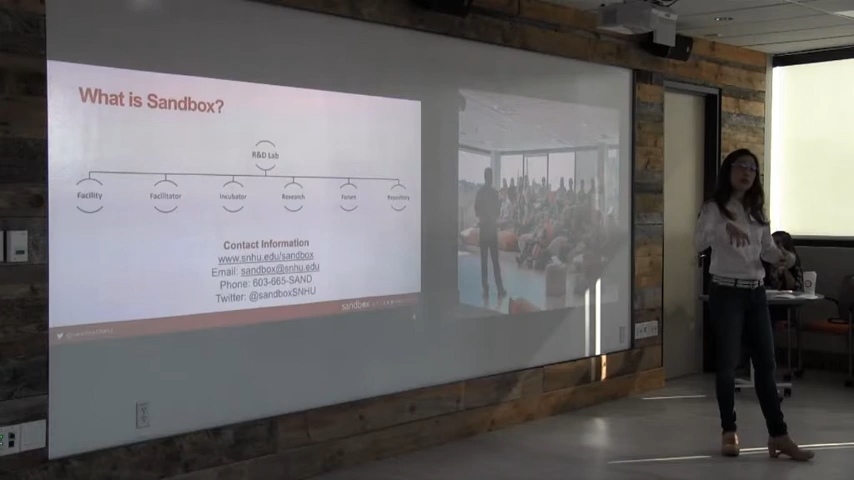 What is Sandbox?
R&D Lab
Facility
Facilitator
Incubator
Research
Forum
Repository
Contact Information
www.snhu.edu/sandbox
Email: sandbox@snhu.edu
Phone: 603-665-SAND
Twitter: @sandboxSNHU
sandbox